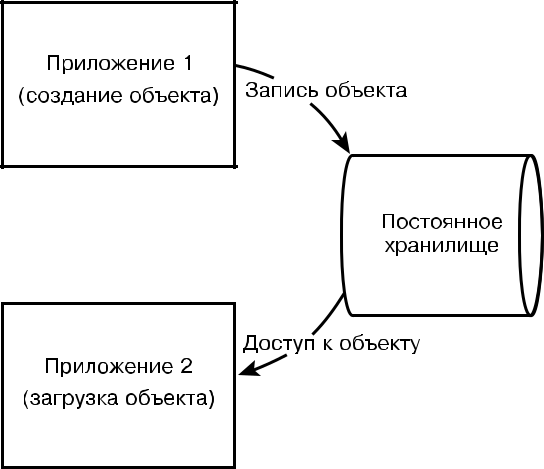 Приложение 1
(создание объекта)
Запись объекта
Постоянное
хранилище
Доступ к объекту
Приложение 2
(загрузка объекта)